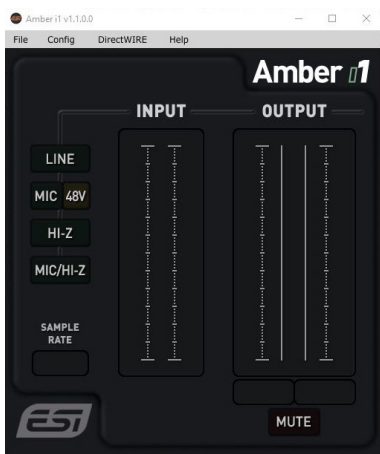 Amber i1 v1.1.0.0
File Config DirectWIRE Help
Amber i1
INPUT OUTPUT
LINE
MIC 48V
HI-Z
MIC/HI-Z
SAMPLE
RATE
ESI
MUTE